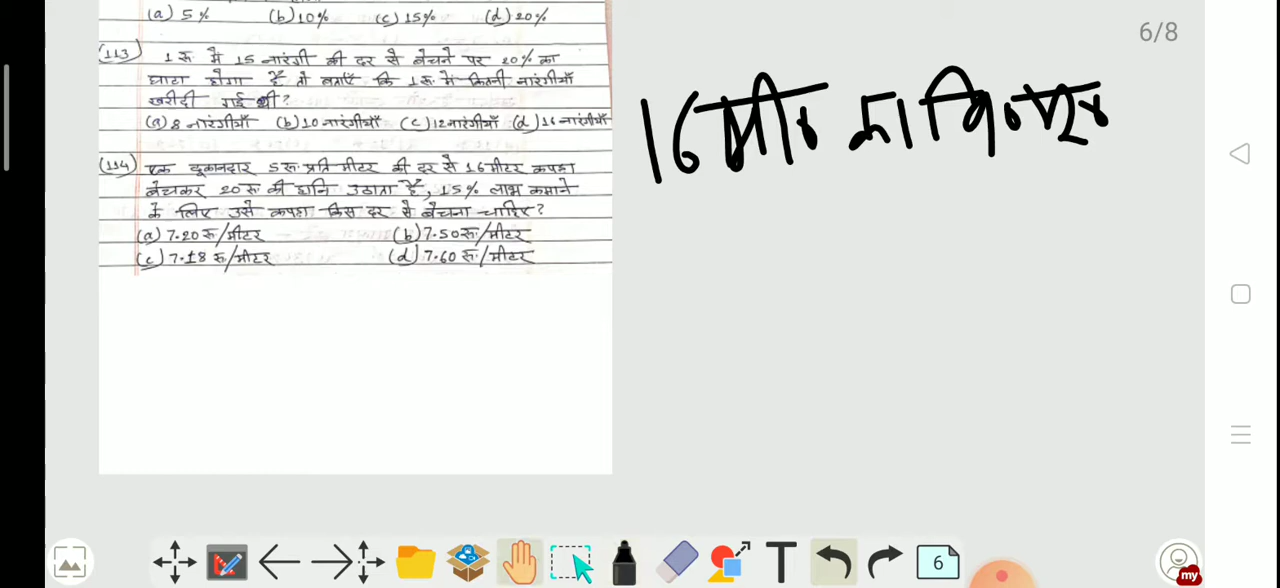 (a) 5% (b) 10% (c) 15% (d) 20%
6/8
(113) 1 रु में 15 नारंगी की दर से बेचने पर 20% का
घाटा होगा है तो बताएँ कि 1 रु में कितनी नारंगीयाँ
खरीदी गई थी?
(a) 8 नारंगीयाँ (b) 10 नारंगीयाँ (c) 12 नारंगीयाँ (d) 16 नारंगीयाँ
16 मी॰ का वि॰ मू॰
(114) एक दूकानदार 5 रु॰ प्रति मीटर की दर से 16 मीटर कपड़ा
बेचकर 20 रु की हानि उठाता है, 15% लाभ कमाने
के लिए उसे कपड़ा किस दर से बेचना चाहिए?
(a) 7.20 रु॰/मीटर (b) 7.50 रु॰/मीटर
(c) 7.18 रु॰/मीटर (d) 7.60 रु॰/मीटर
T
6
my